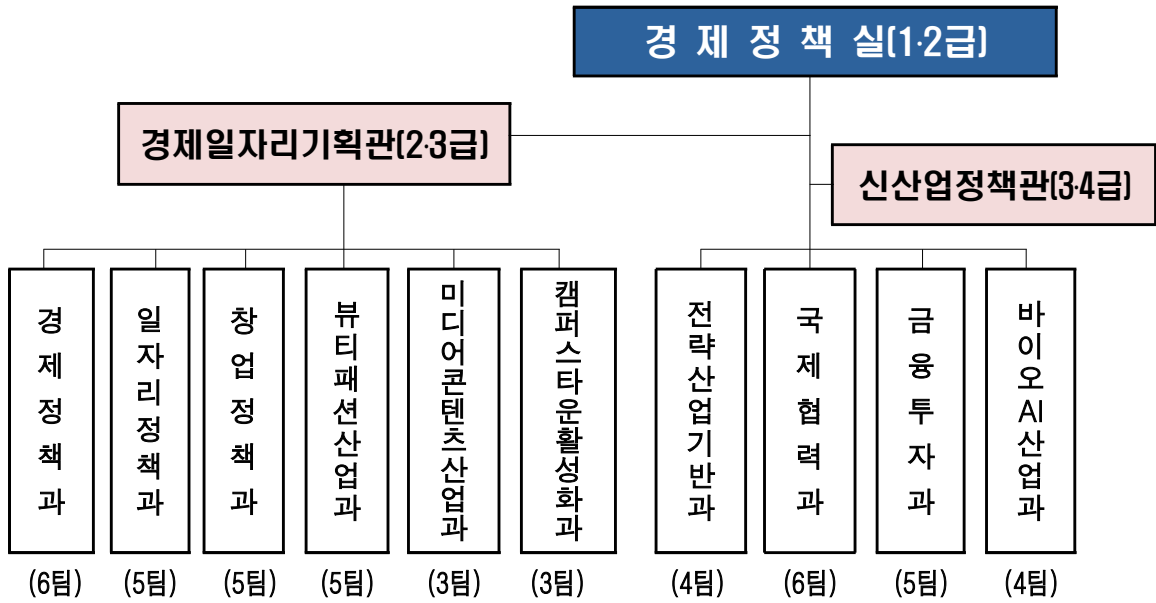 경 제 정 책 실(1·2급)
경제일자리기획관(2·3급)
신산업정책관(3·4급)
경제정책과
일자리정책과
창업정책과
뷰티패션산업과
미디어콘텐츠산업과
캠퍼스타운활성화과
전략산업기반과
국제협력과
금융투자과
바이오AI산업과
(6팀)
(5팀)
(5팀)
(5팀)
(3팀)
(3팀)
(4팀)
(6팀)
(5팀)
(4팀)